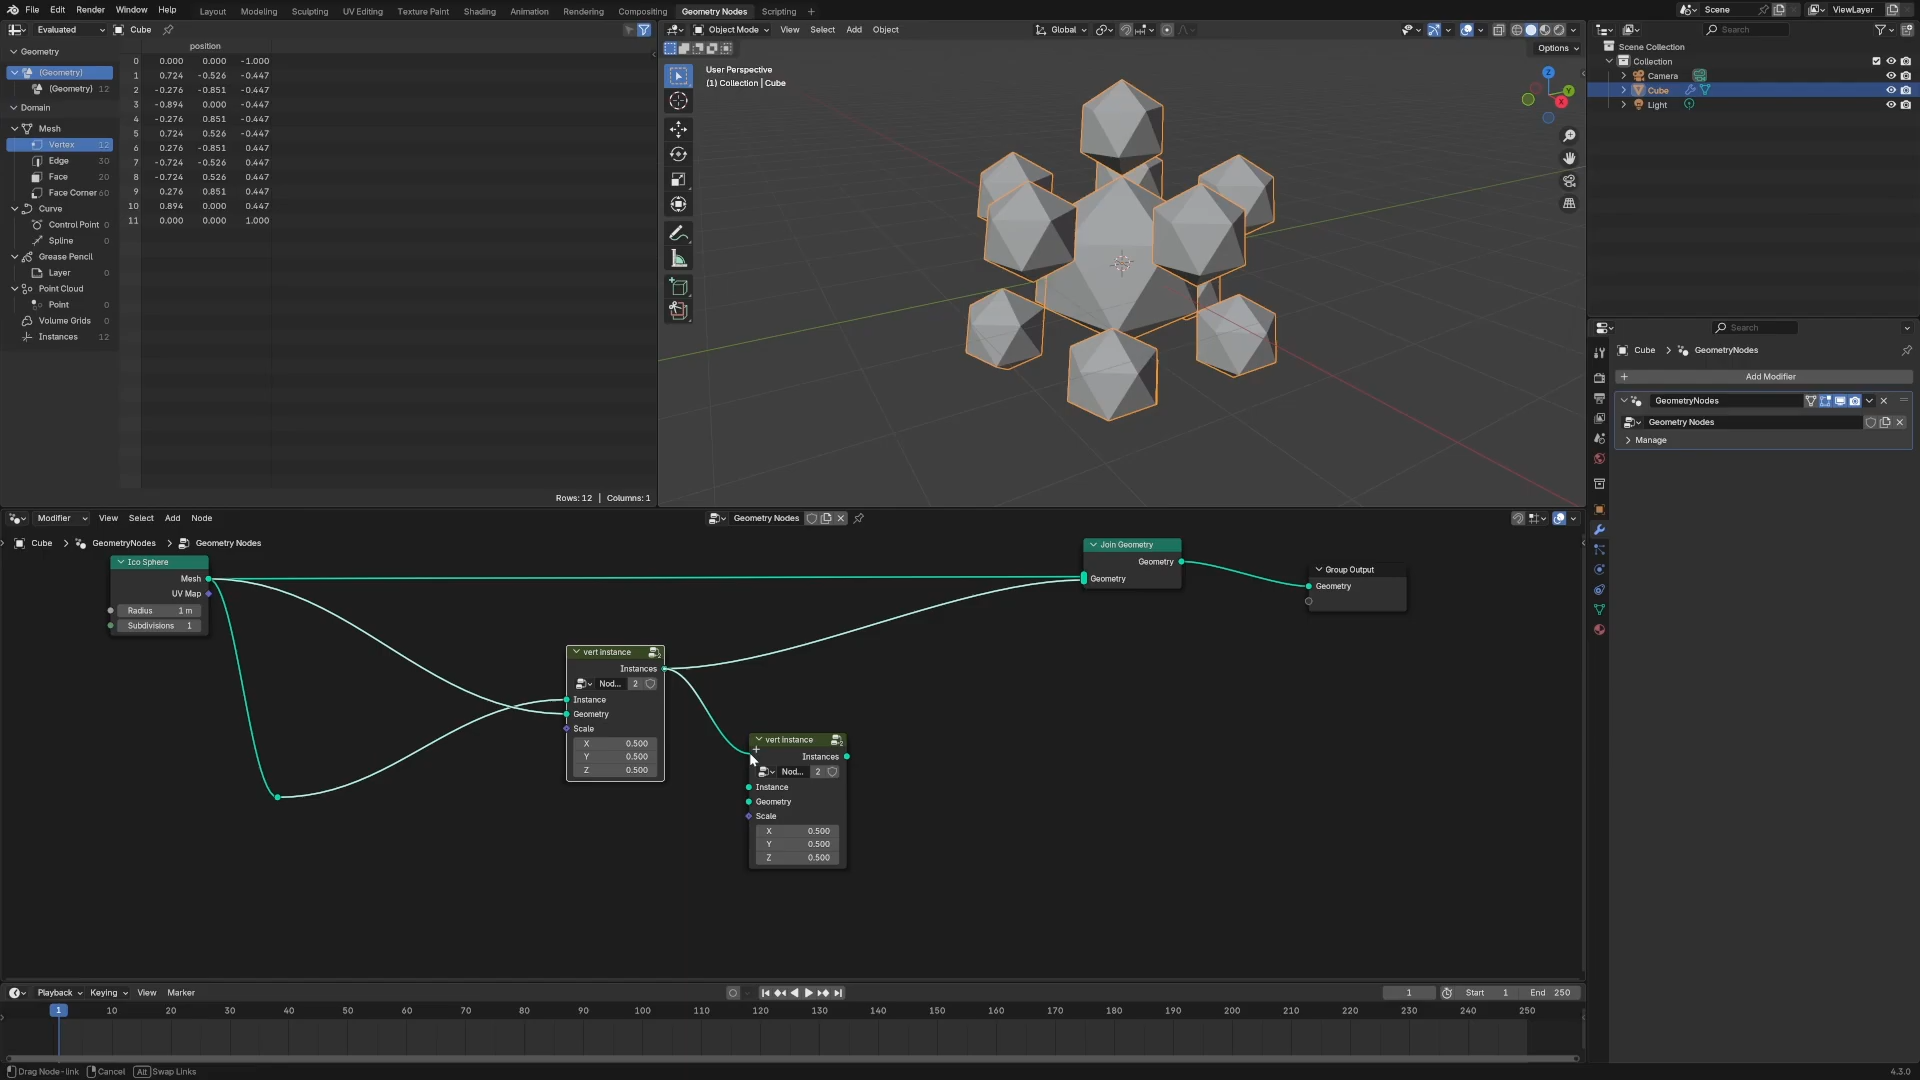 File Edit Render Window Help
Layout Modeling Sculpting UV Editing Texture Paint Shading Animation Rendering Compositing Geometry Nodes Scripting +
Scene ViewLayer
Evaluated Cube
Object Mode View Select Add Object Global
Search
Options
Geometry
(Geometry)
(Geometry) 12
Domain
Mesh
Vertex 12
Edge 30
Face 20
Face Corner 60
Curve
Control Point 0
Spline 0
Grease Pencil
Layer 0
Point Cloud
Point 0
Volume Grids 0
Instances 12
position
0 0.000 0.000 -1.000
1 0.724 -0.526 -0.447
2 -0.276 -0.851 -0.447
3 -0.894 0.000 -0.447
4 -0.276 0.851 -0.447
5 0.724 0.526 -0.447
6 0.276 -0.851 0.447
7 -0.724 -0.526 0.447
8 -0.724 0.526 0.447
9 0.276 0.851 0.447
10 0.894 0.000 0.447
11 0.000 0.000 1.000
Rows: 12 | Columns: 1
User Perspective
(1) Collection | Cube
Z
Y
X
Scene Collection
Collection
Camera
Cube
Light
Search
Cube > GeometryNodes
+ Add Modifier
GeometryNodes
Geometry Nodes
Manage
Modifier View Select Add Node Geometry Nodes
Cube > GeometryNodes > Geometry Nodes
Ico Sphere
Mesh
UV Map
Radius 1 m
Subdivisions 1
vert instance
Instances
Nod... 2
Instance
Geometry
Scale
X 0.500
Y 0.500
Z 0.500
vert instance
Instances
Nod... 2
Instance
Geometry
Scale
X 0.500
Y 0.500
Z 0.500
Join Geometry
Geometry
Geometry
Group Output
Geometry
Playback Keying View Marker 1 Start 1 End 250
1 10 20 30 40 50 60 70 80 90 100 110 120 130 140 150 160 170 180 190 200 210 220 230 240 250
Drag Node-link Cancel Alt Swap Links 4.3.0